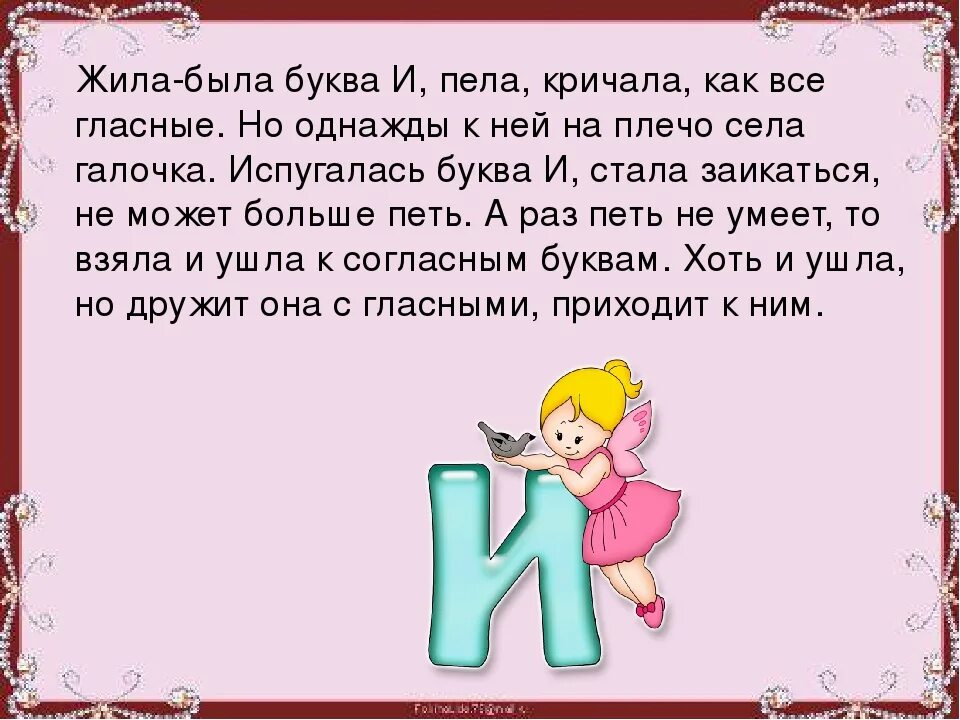 Жила-была буква И, пела, кричала, как все
гласные. Но однажды к ней на плечо села
галочка. Испугалась буква И, стала заикаться,
не может больше петь. А раз петь не умеет, то
взяла и ушла к согласным буквам. Хоть и ушла,
но дружит она с гласными, приходит к ним.
И